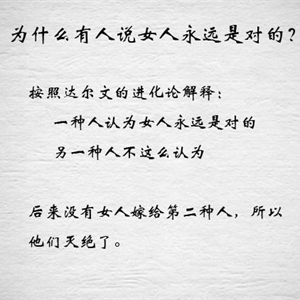 为什么有人说女人永远是对的？
按照达尔文的进化论解释：
一种人认为女人永远是对的
另一种人不这么认为
后来没有女人嫁给第二种人，所以
他们灭绝了。